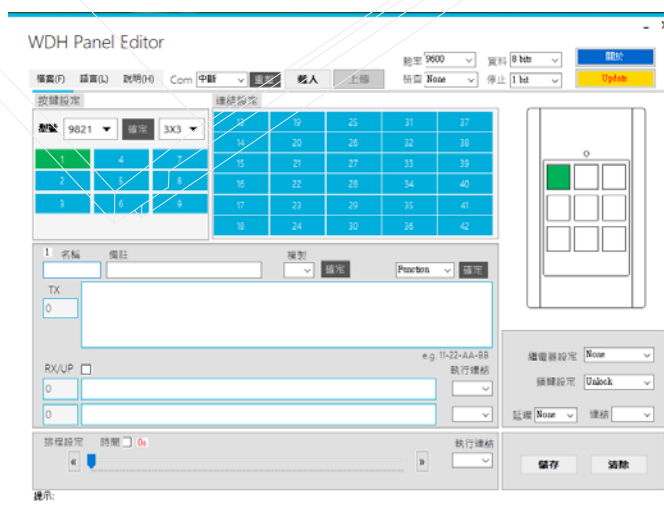 WDH Panel Editor
鮑率 9600 資料 8 bits 關於
檔案(F) 語言(L) 說明(H) Com 中斷 重整 載入 上傳 檢查 None 停止 1 bit Update
按鍵設定 連結設定
型號 9821 確定 3X3
1 4 7
2 5 8
3 6 9
13 19 25 31 37
14 20 26 32 38
15 21 27 33 39
16 22 28 34 40
17 23 29 35 41
18 24 30 36 42
1 名稱 備註 複製
確定 Function 確定
TX
0
e.g. 11-22-AA-BB
RX/UP 執行連結
0
0
繼電器設定 None
鎖鍵設定 Unlock
延遲 None 連結
排程設定 時間 0s 執行連結
« »
儲存 清除
提示: